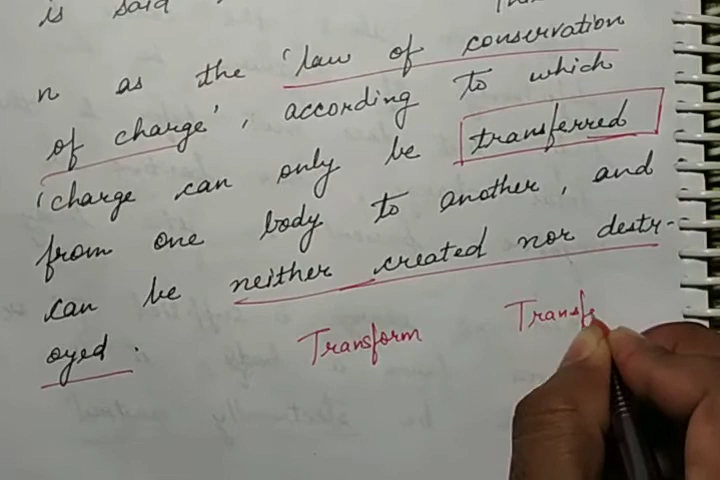 is said
n as the 'law of conservation
of charge', according to which
'charge can only be transferred
from one body to another, and
can be neither created nor destr-
oyed.
Transform Transf